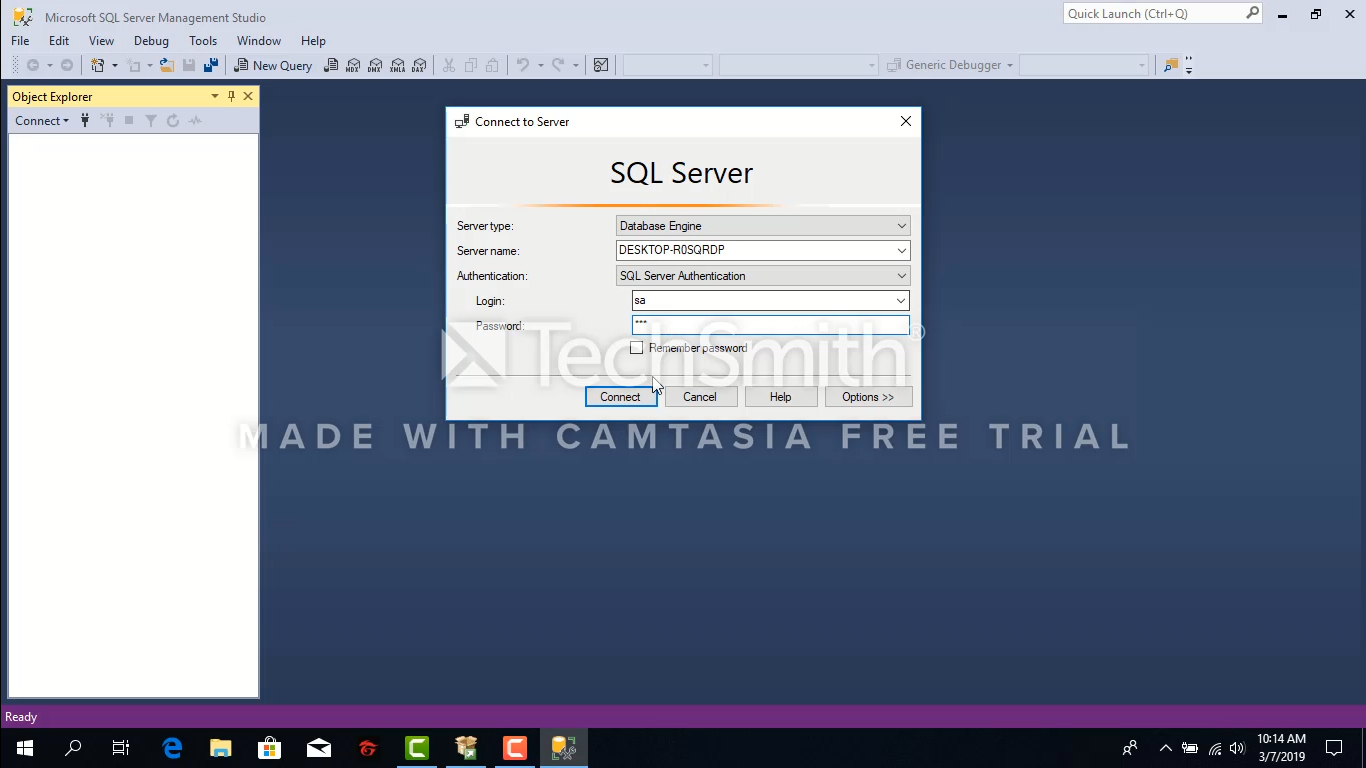 Microsoft SQL Server Management Studio
Quick Launch (Ctrl+Q)
File Edit View Debug Tools Window Help
New Query MDX DMX XMLA DAX Generic Debugger
Object Explorer
Connect
Connect to Server
SQL Server
Server type: Database Engine
Server name: DESKTOP-R0SQRDP
Authentication: SQL Server Authentication
Login: sa
Password: ***
Remember password
TechSmith®
Connect Cancel Help Options >>
MADE WITH CAMTASIA FREE TRIAL
Ready
10:14 AM
3/7/2019